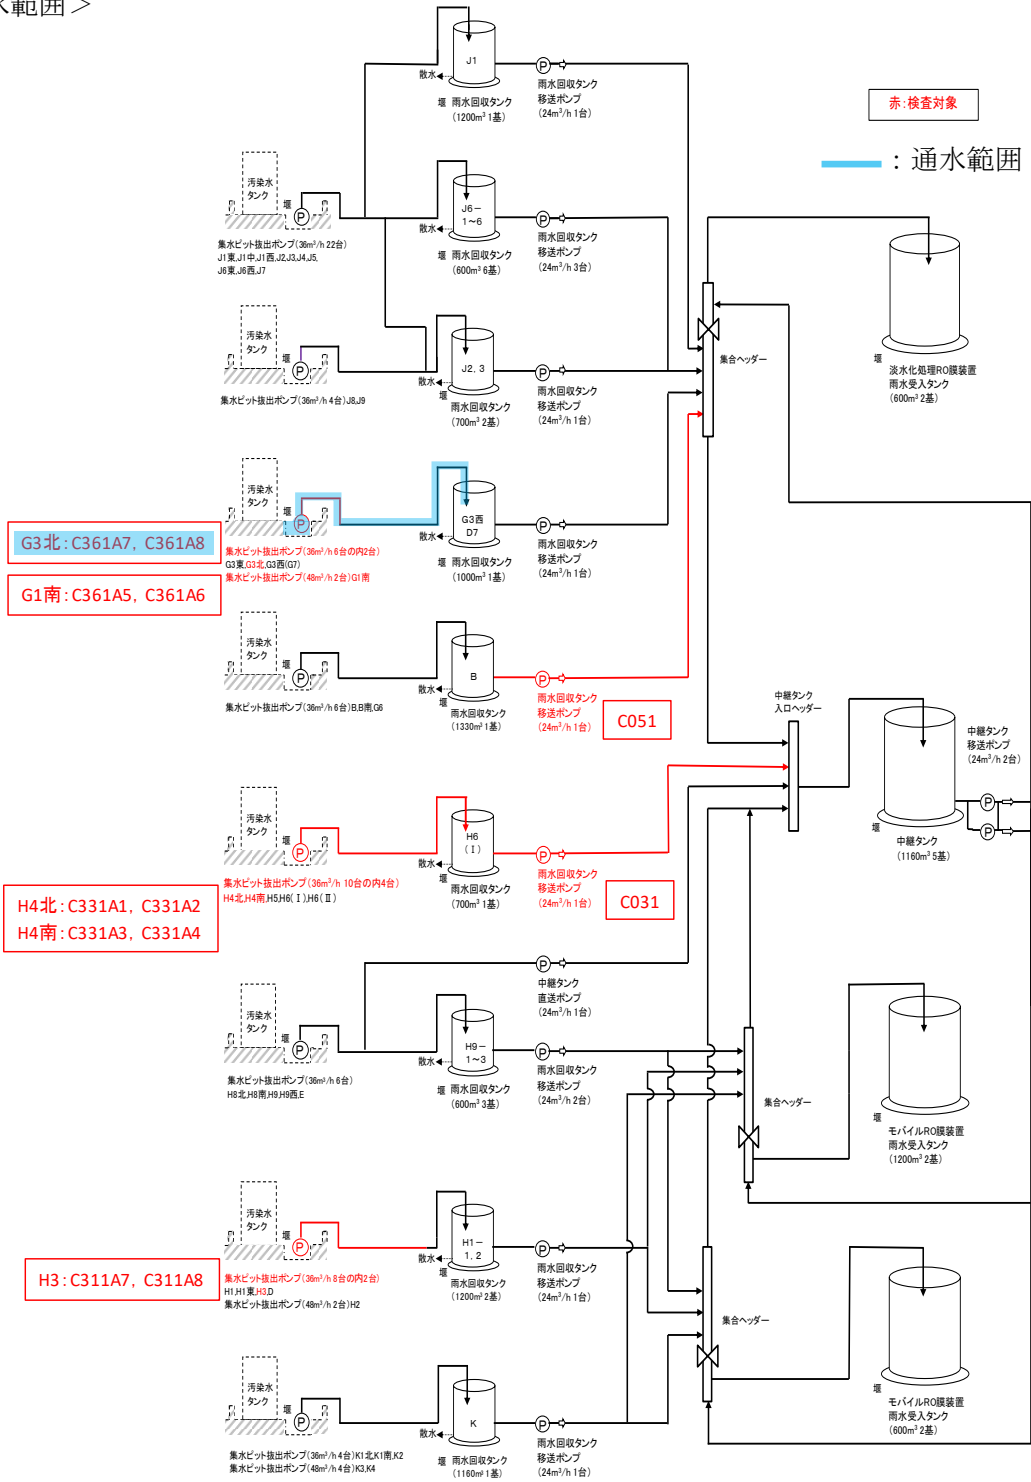 水範囲＞
赤:検査対象
：通水範囲
J1
散水
堰 雨水回収タンク
(1200m³ 1基)
P
雨水回収タンク
移送ポンプ
(24m³/h 1台)
汚染水
タンク
堰
P
集水ピット抜出ポンプ(36m³/h 22台)
J1東,J1中,J1西,J2,J3,J4,J5,
J6東,J6西,J7
J6－
1~6
散水
堰 雨水回収タンク
(600m³ 6基)
P
雨水回収タンク
移送ポンプ
(24m³/h 3台)
集合ヘッダー
堰
淡水化処理RO膜装置
雨水受入タンク
(600m³ 2基)
汚染水
タンク
堰
P
集水ピット抜出ポンプ(36m³/h 4台)J8,J9
J2, 3
散水
堰
雨水回収タンク
(700m³ 2基)
P
雨水回収タンク
移送ポンプ
(24m³/h 1台)
汚染水
タンク
堰
P
G3北:C361A7, C361A8
集水ピット抜出ポンプ(36m³/h 6台の内2台)
G3東,G3北,G3西(G7)
集水ピット抜出ポンプ(48m³/h 2台)G1南
G1南:C361A5, C361A6
G3西
D7
散水
堰 雨水回収タンク
(1000m³ 1基)
P
雨水回収タンク
移送ポンプ
(24m³/h 1台)
汚染水
タンク
堰
P
集水ピット抜出ポンプ(36m³/h 6台)B,B南,G6
B
散水
堰
雨水回収タンク
(1330m³ 1基)
P
雨水回収タンク
移送ポンプ
(24m³/h 1台)
C051
中継タンク
入口ヘッダー
中継タンク
移送ポンプ
(24m³/h 2台)
P
P
堰
中継タンク
(1160m³ 5基)
汚染水
タンク
堰
P
集水ピット抜出ポンプ(36m³/h 10台の内4台)
H4北,H4南,H5,H6(Ⅰ),H6(Ⅱ)
H4北:C331A1, C331A2
H4南:C331A3, C331A4
H6
(Ⅰ)
散水
堰
雨水回収タンク
(700m³ 1基)
P
雨水回収タンク
移送ポンプ
(24m³/h 1台)
C031
P
中継タンク
直送ポンプ
(24m³/h 1台)
汚染水
タンク
堰
P
集水ピット抜出ポンプ(36m³/h 6台)
H8北,H8南,H9,H9西,E
H9－
1~3
散水
堰 雨水回収タンク
(600m³ 3基)
P
雨水回収タンク
移送ポンプ
(24m³/h 2台)
集合ヘッダー
堰
モバイルRO膜装置
雨水受入タンク
(1200m³ 2基)
汚染水
タンク
堰
P
H3:C311A7, C311A8
集水ピット抜出ポンプ(36m³/h 8台の内2台)
H1,H1東,H3,D
集水ピット抜出ポンプ(48m³/h 2台)H2
H1－
1, 2
散水
堰
雨水回収タンク
(1200m³ 2基)
P
雨水回収タンク
移送ポンプ
(24m³/h 1台)
集合ヘッダー
堰
モバイルRO膜装置
雨水受入タンク
(600m³ 2基)
汚染水
タンク
堰
P
集水ピット抜出ポンプ(36m³/h 4台)K1北,K1南,K2
集水ピット抜出ポンプ(48m³/h 4台)K3,K4
K
散水
堰 雨水回収タンク
(1160m³ 1基)
P
雨水回収タンク
移送ポンプ
(24m³/h 1台)